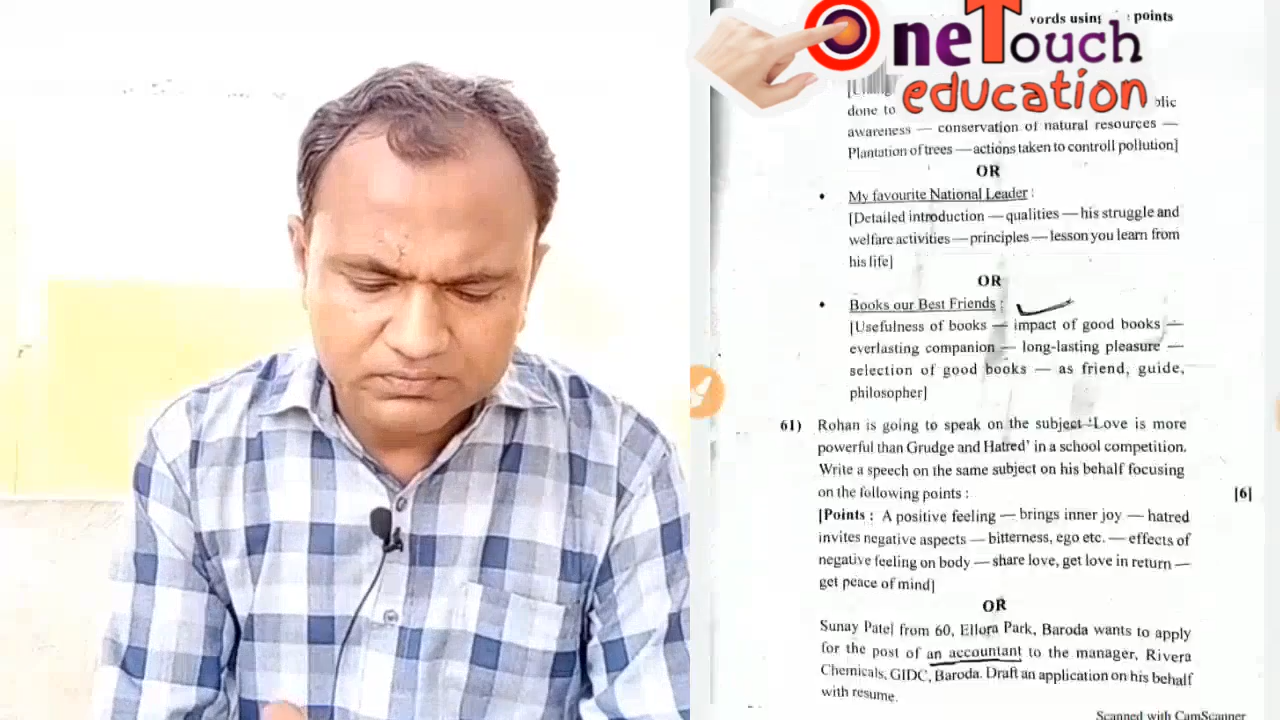 words using points
OneTouch
education
done to blic
awareness — conservation of natural resources —
Plantation of trees — actions taken to controll pollution]
OR
• My favourite National Leader :
[Detailed introduction — qualities — his struggle and
welfare activities — principles — lesson you learn from
his life]
OR
• Books our Best Friends :
[Usefulness of books — impact of good books —
everlasting companion — long-lasting pleasure —
selection of good books — as friend, guide,
philosopher]
61) Rohan is going to speak on the subject 'Love is more
powerful than Grudge and Hatred' in a school competition.
Write a speech on the same subject on his behalf focusing
on the following points : [6]
[Points : A positive feeling — brings inner joy — hatred
invites negative aspects — bitterness, ego etc. — effects of
negative feeling on body — share love, get love in return —
get peace of mind]
OR
Sunay Patel from 60, Ellora Park, Baroda wants to apply
for the post of an accountant to the manager, Rivera
Chemicals, GIDC, Baroda. Draft an application on his behalf
with resume.
Scanned with CamScanner